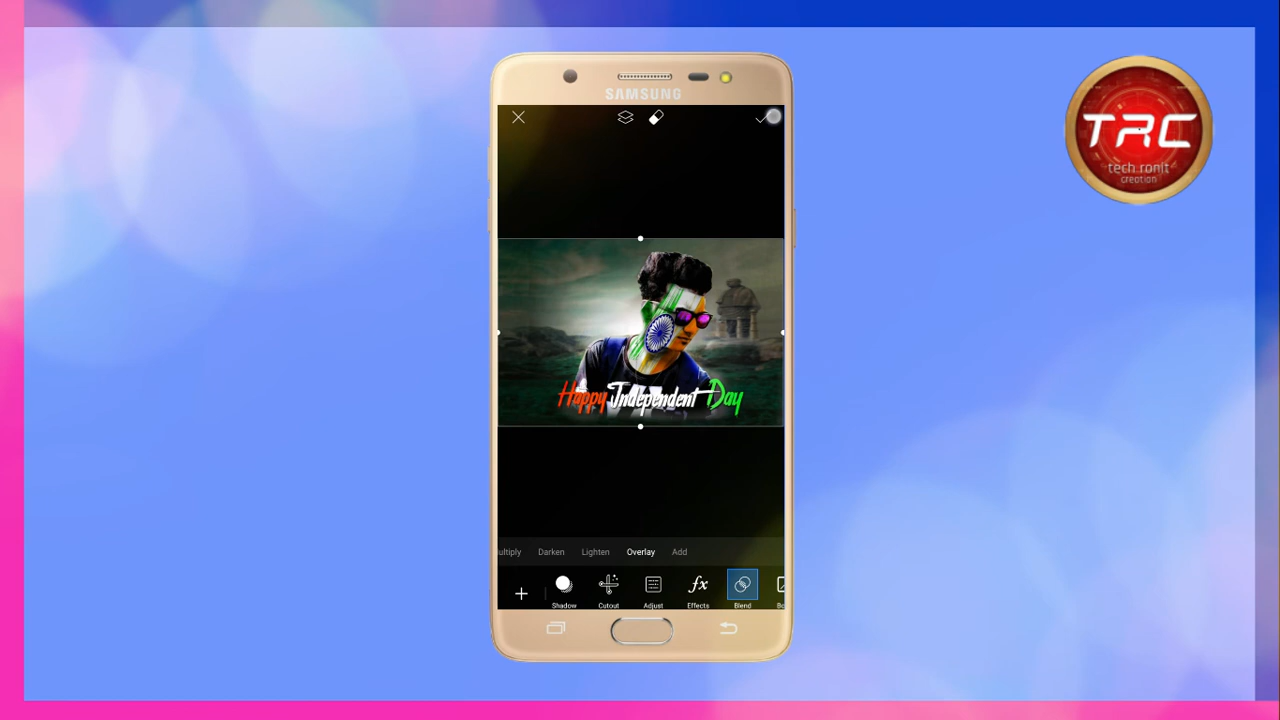 SAMSUNG
TRC
tech ronit
creation
Happy Independent Day
ultiply Darken Lighten Overlay Add
+ Shadow Cutout Adjust fx Effects Blend Bo